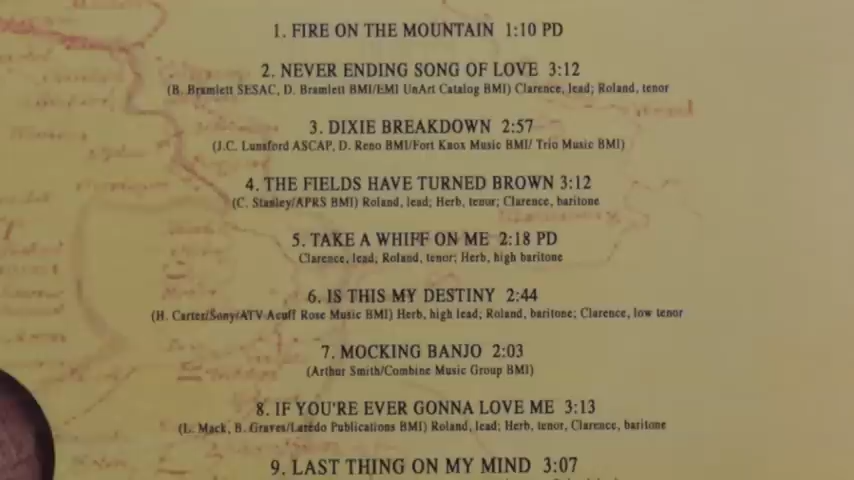 1. FIRE ON THE MOUNTAIN 1:10 PD
2. NEVER ENDING SONG OF LOVE 3:12
(B. Bramlett SESAC, D. Bramlett BMI/EMI UnArt Catalog BMI) Clarence, lead; Roland, tenor
3. DIXIE BREAKDOWN 2:57
(J.C. Lunsford ASCAP, D. Reno BMI/Fort Knox Music BMI/ Trio Music BMI)
4. THE FIELDS HAVE TURNED BROWN 3:12
(C. Stanley/APRS BMI) Roland, lead; Herb, tenor; Clarence, baritone
5. TAKE A WHIFF ON ME 2:18 PD
Clarence, lead; Roland, tenor; Herb, high baritone
6. IS THIS MY DESTINY 2:44
(H. Carter/Sony/ATV Acuff Rose Music BMI) Herb, high lead; Roland, baritone; Clarence, low tenor
7. MOCKING BANJO 2:03
(Arthur Smith/Combine Music Group BMI)
8. IF YOU'RE EVER GONNA LOVE ME 3:13
(L. Mack, B. Graves/Laredo Publications BMI) Roland, lead; Herb, tenor, Clarence, baritone
9. LAST THING ON MY MIND 3:07